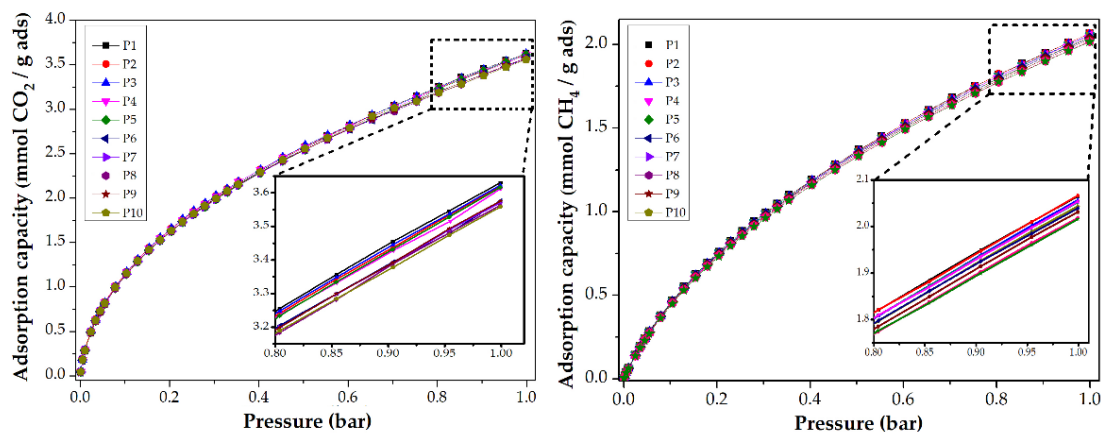 Adsorption capacity (mmol CO2 / g ads)
4.0
3.5
3.0
2.5
2.0
1.5
1.0
0.5
0.0
P1
P2
P3
P4
P5
P6
P7
P8
P9
P10
3.6
3.5
3.4
3.3
3.2
0.80 0.85 0.90 0.95 1.00
0.0 0.2 0.4 0.6 0.8 1.0
Pressure (bar)
Adsorption capacity (mmol CH4 / g ads)
2.0
1.5
1.0
0.5
0.0
P1
P2
P3
P4
P5
P6
P7
P8
P9
P10
2.1
2.0
1.9
1.8
0.80 0.85 0.90 0.95 1.00
0.0 0.2 0.4 0.6 0.8 1.0
Pressure (bar)